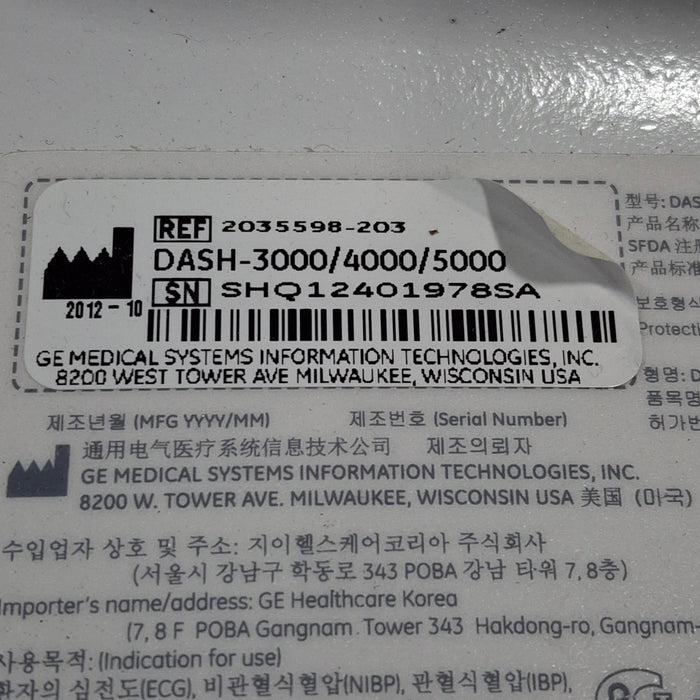 REF 2035598-203
DASH-3000/4000/5000
2012-10
SN SHQ12401978SA
GE MEDICAL SYSTEMS INFORMATION TECHNOLOGIES, INC.
8200 WEST TOWER AVE MILWAUKEE, WISCONSIN USA
型号: DAS
产品名称
SFDA 注册
产品标准
보호형식
Protecti
형명: D
품목명
허가번
제조년월 (MFG YYYY/MM) 제조번호 (Serial Number)
通用电气医疗系统信息技术公司 제조의뢰자
GE MEDICAL SYSTEMS INFORMATION TECHNOLOGIES, INC.
8200 W. TOWER AVE. MILWAUKEE, WISCONSIN USA 美国 (미국)
수입업자 상호 및 주소: 지이헬스케어코리아 주식회사
(서울시 강남구 학동로 343 POBA 강남 타워 7, 8층)
Importer's name/address: GE Healthcare Korea
(7, 8 F POBA Gangnam Tower 343 Hakdong-ro, Gangnam-
사용목적: (Indication for use)
환자의 심전도(ECG), 비관혈식혈압(NIBP), 관혈식혈압(IBP),